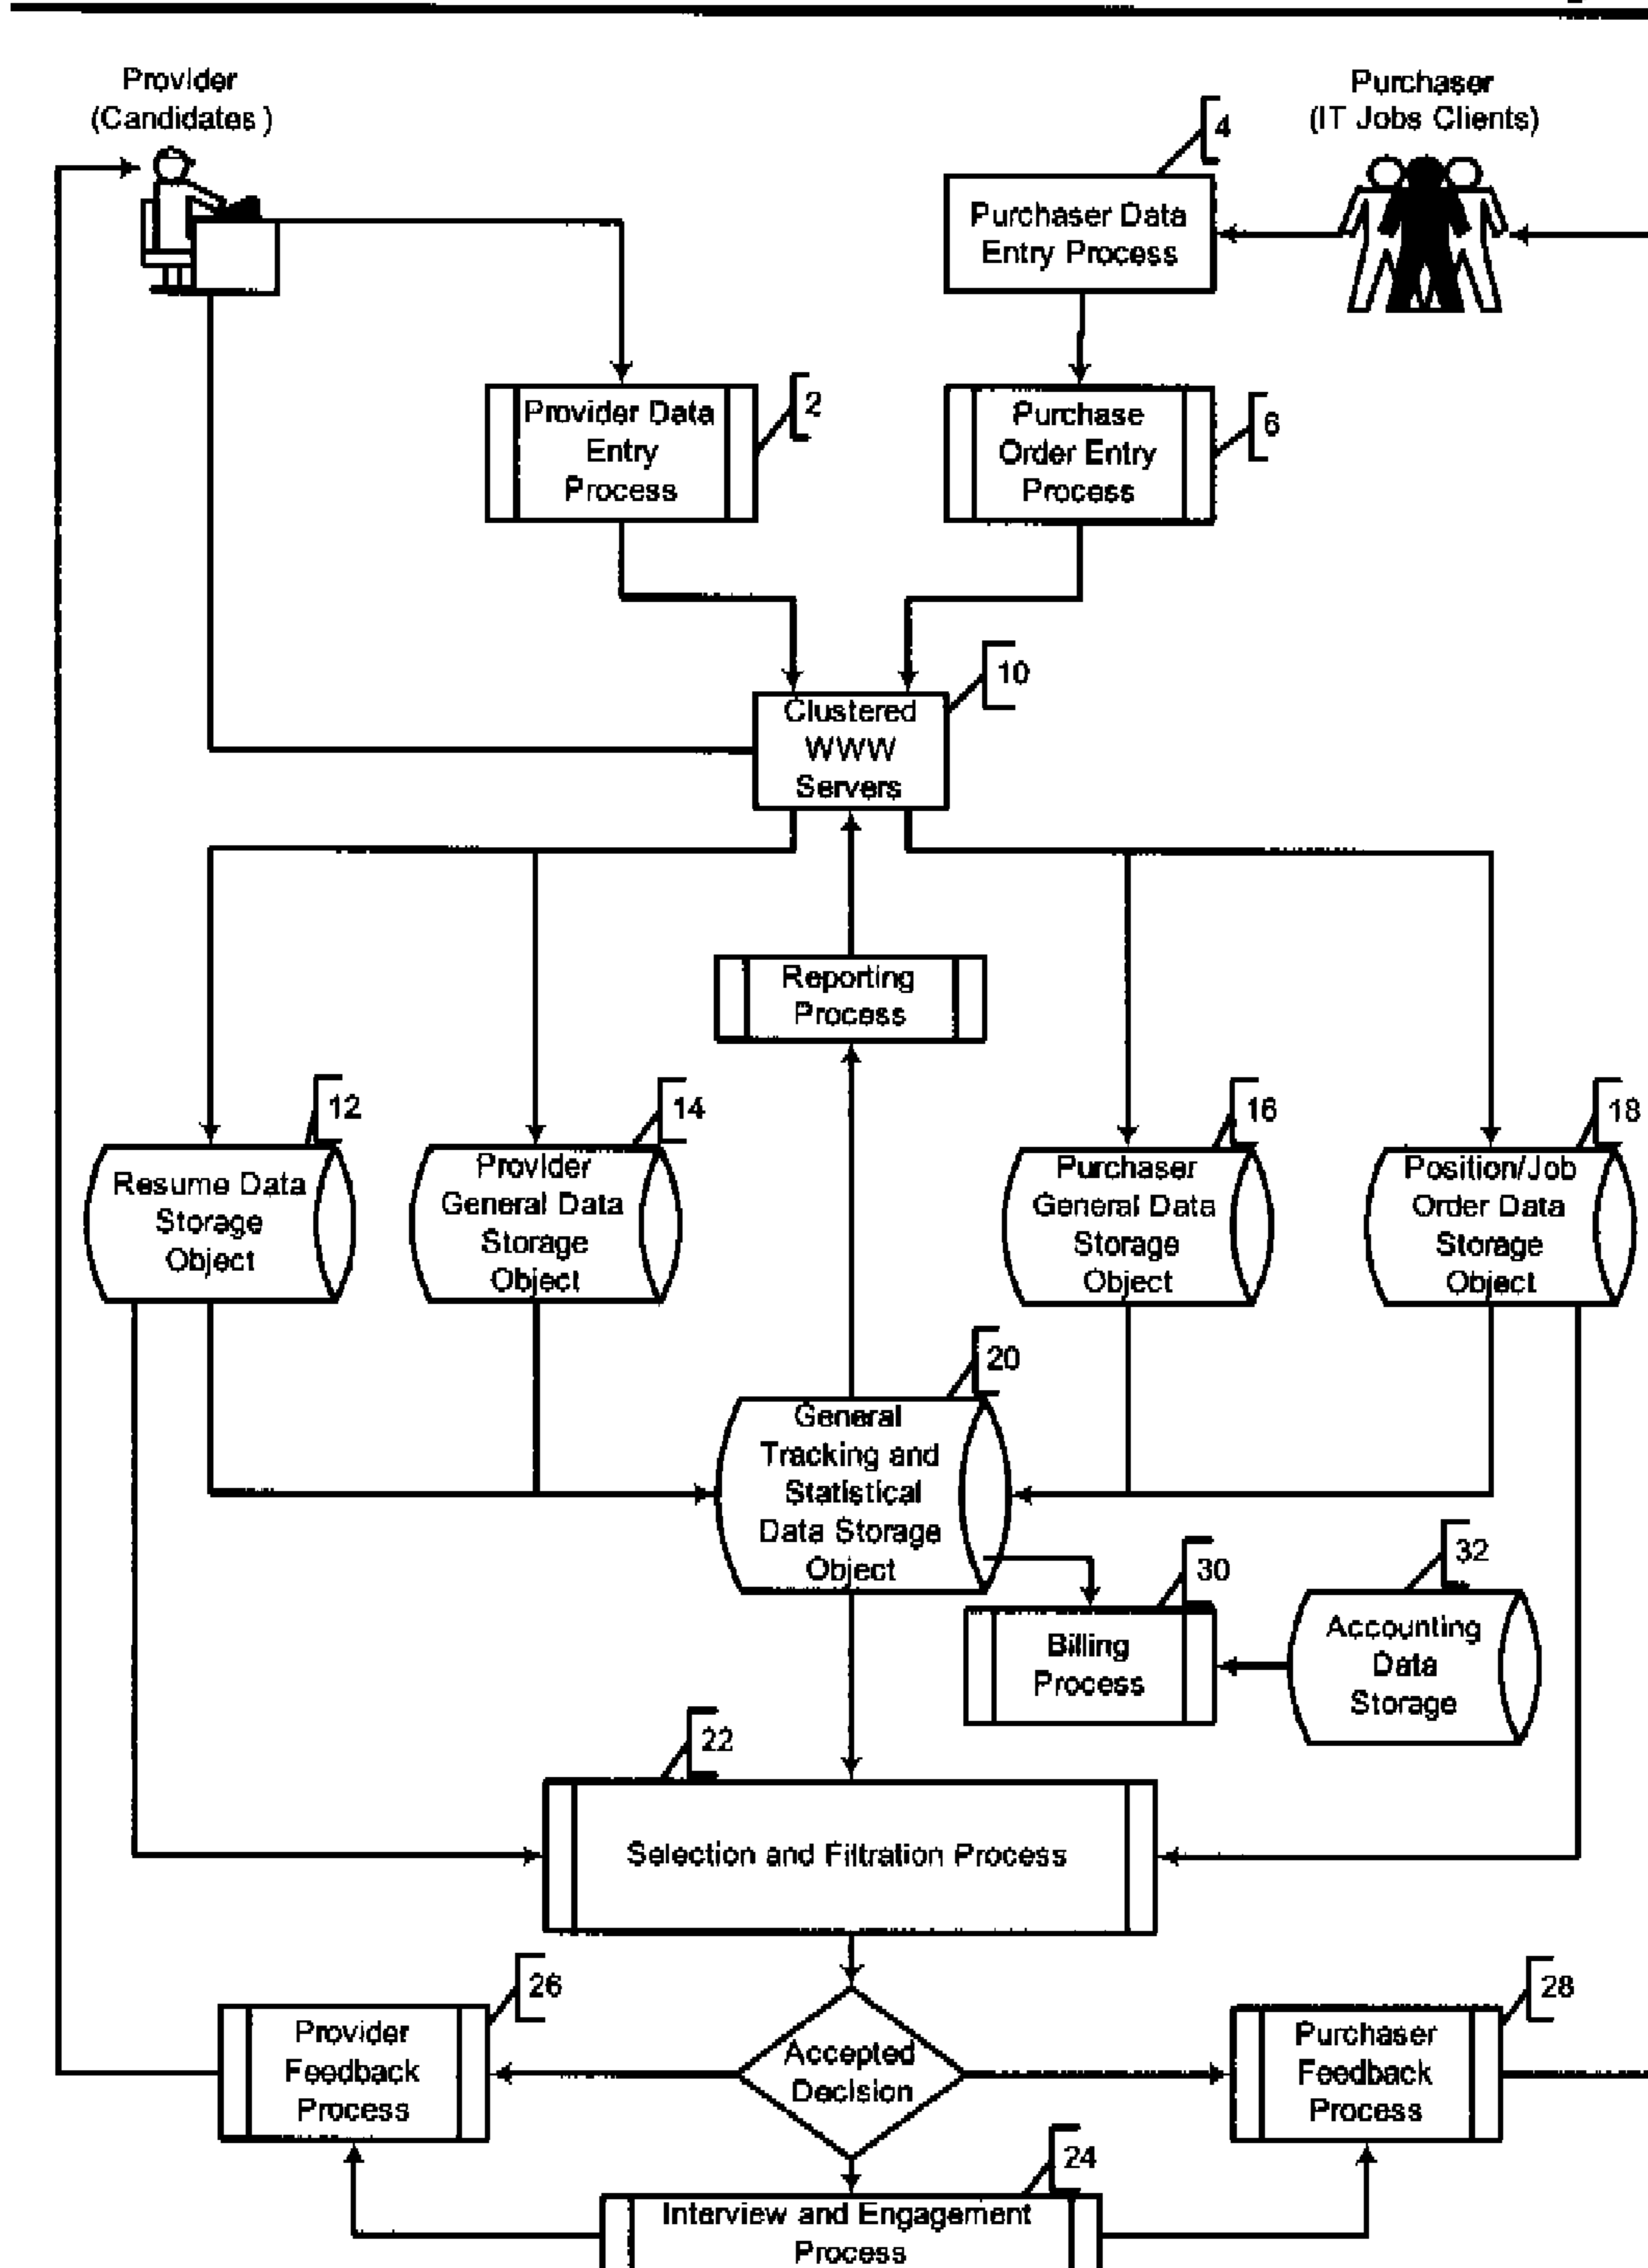 Provider
(Candidates )
Purchaser
(IT Jobs Clients)
4
Purchaser Data
Entry Process
2
Provider Data
Entry
Process
6
Purchase
Order Entry
Process
10
Clustered
WWW
Servers
Reporting
Process
12
Resume Data
Storage
Object
14
Provider
General Data
Storage
Object
16
Purchaser
General Data
Storage
Object
18
Position/Job
Order Data
Storage
Object
20
General
Tracking and
Statistical
Data Storage
Object
30
Billing
Process
32
Accounting
Data
Storage
22
Selection and Filtration Process
26
Provider
Feedback
Process
Accepted
Decision
28
Purchaser
Feedback
Process
24
Interview and Engagement
Process